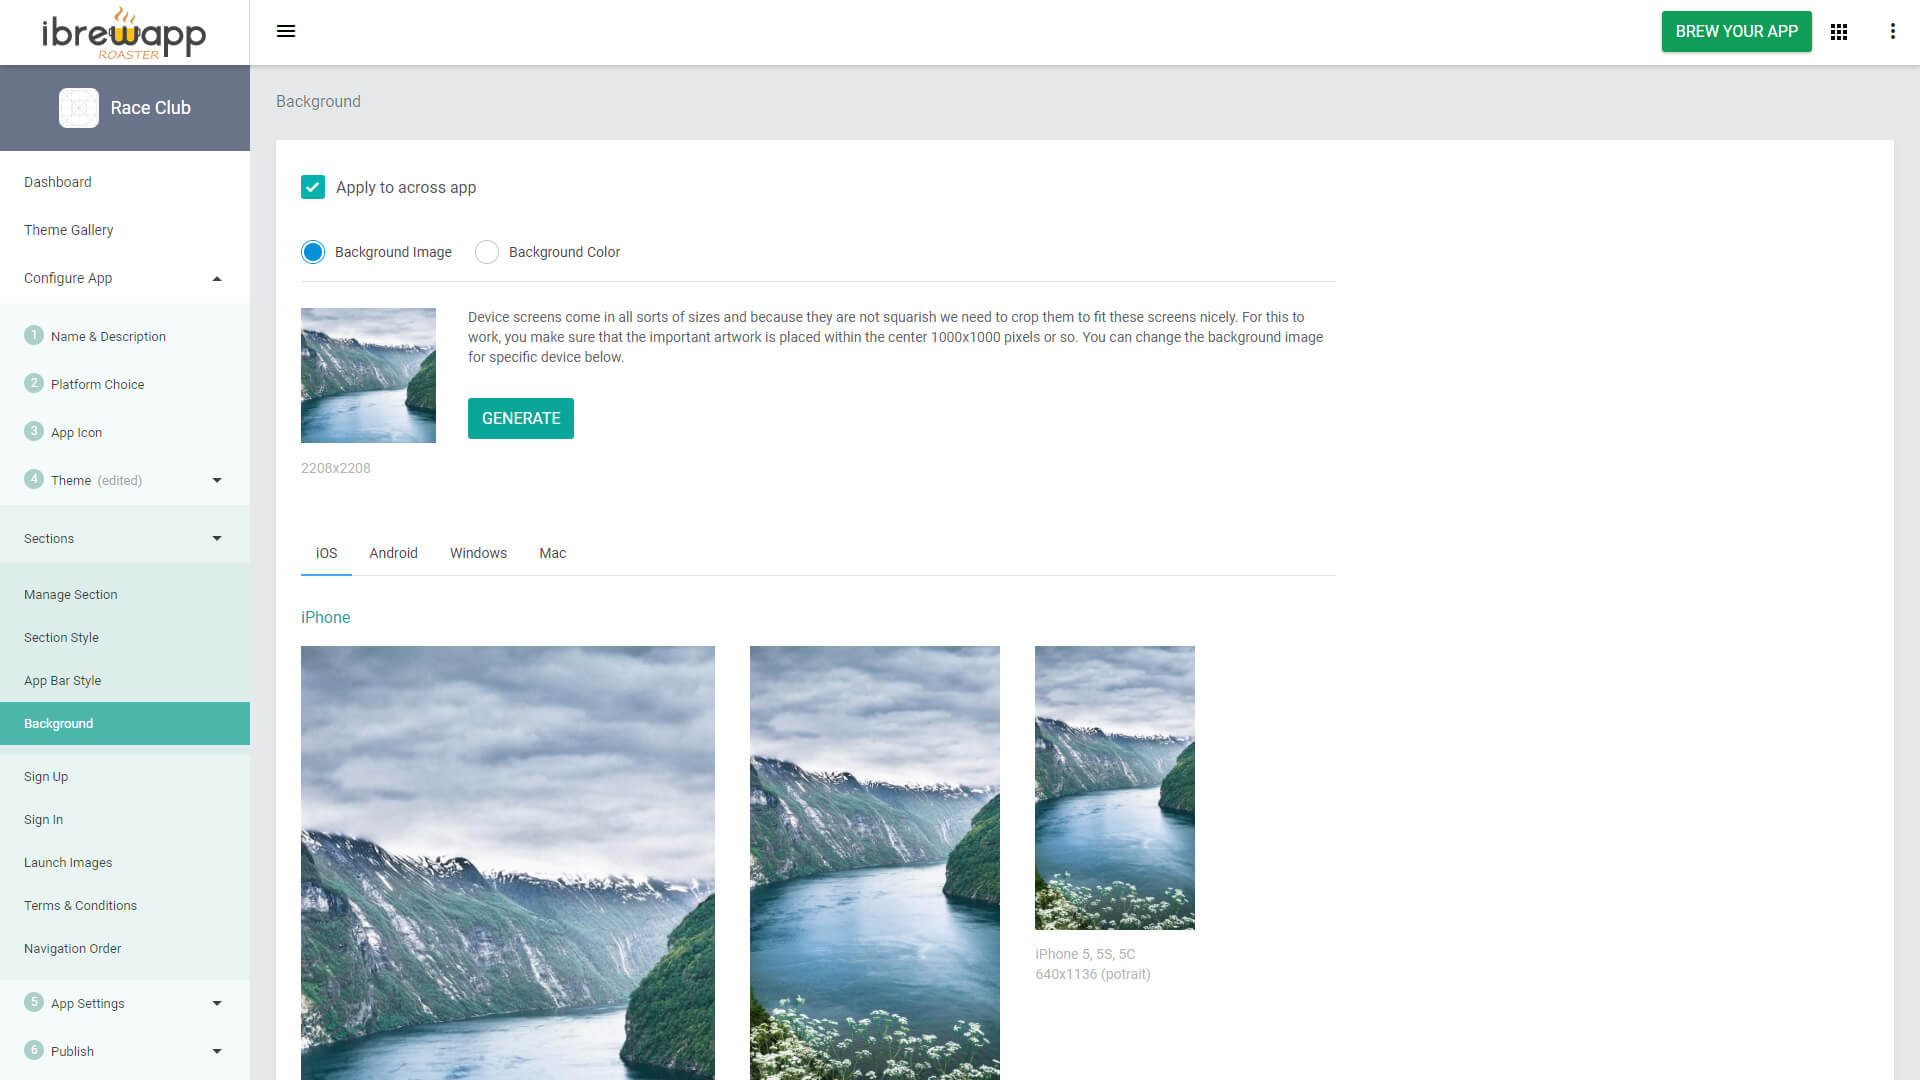 ibrewapp
ROASTER
BREW YOUR APP
Race Club
Dashboard
Theme Gallery
Configure App
1 Name & Description
2 Platform Choice
3 App Icon
4 Theme (edited)
Sections
Manage Section
Section Style
App Bar Style
Background
Sign Up
Sign In
Launch Images
Terms & Conditions
Navigation Order
5 App Settings
6 Publish
Background
Apply to across app
Background Image
Background Color
Device screens come in all sorts of sizes and because they are not squarish we need to crop them to fit these screens nicely. For this to
work, you make sure that the important artwork is placed within the center 1000x1000 pixels or so. You can change the background image
for specific device below.
GENERATE
2208x2208
iOS Android Windows Mac
iPhone
iPhone 5, 5S, 5C
640x1136 (potrait)